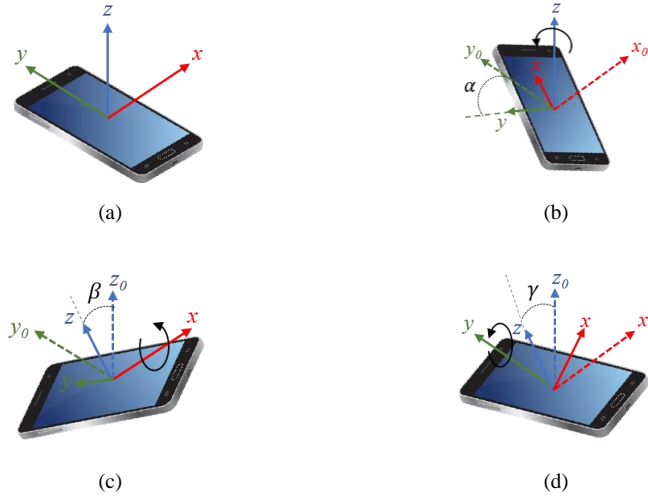 z
y
x
(a)
z
y₀
x₀
x
α
y
(b)
z₀
β
y₀
z
x
y
(c)
z₀
γ
y
z
x
x
(d)